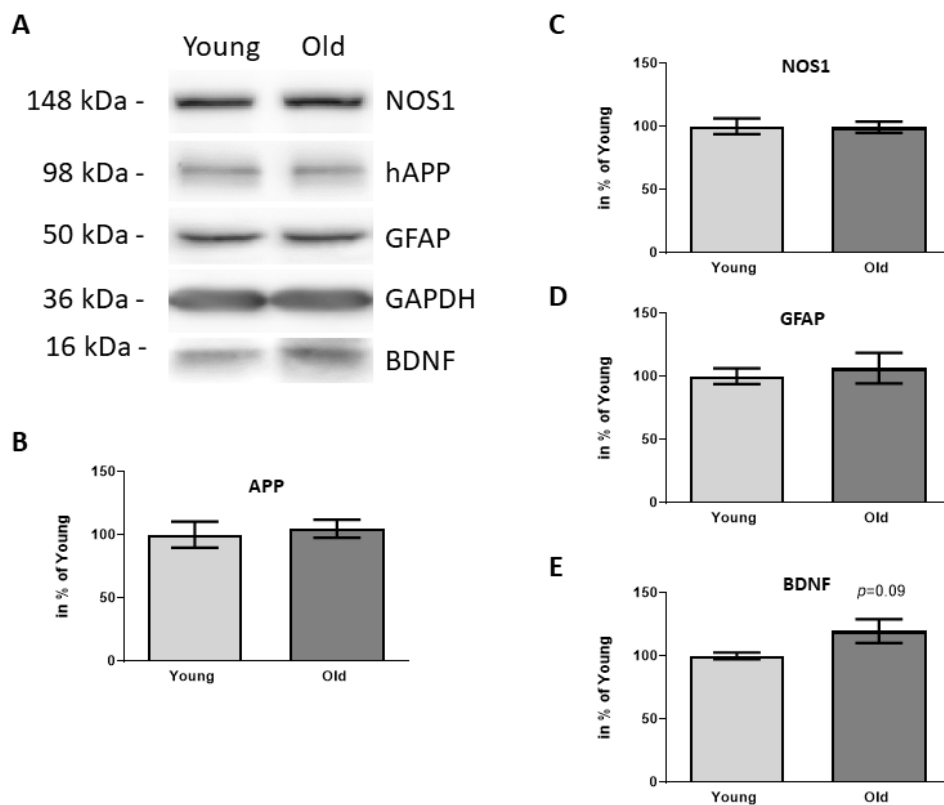 A
Young Old
148 kDa - NOS1
98 kDa - hAPP
50 kDa - GFAP
36 kDa - GAPDH
16 kDa - BDNF
B
APP
in % of Young
150
100
50
0
Young Old
C
NOS1
in % of Young
150
100
50
0
Young Old
D
GFAP
in % of Young
150
100
50
0
Young Old
E
BDNF
p=0.09
in % of Young
150
100
50
0
Young Old